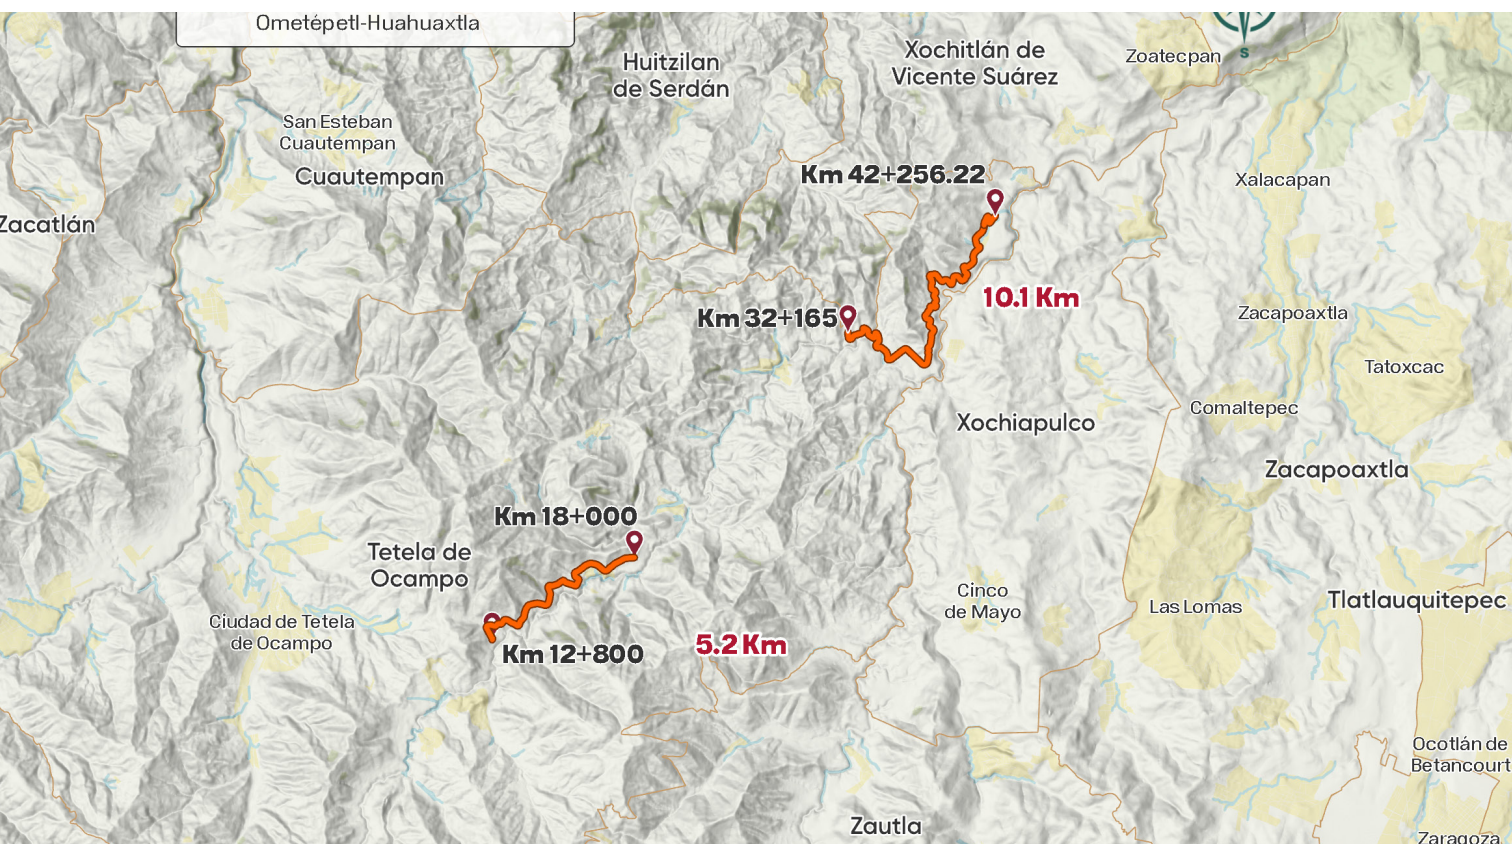 Ometépetl-Huahuaxtla
S
Huitzilan
de Serdán
Xochitlán de
Vicente Suárez
Zoatecpan
San Esteban
Cuautempan
Cuautempan
Km 42+256.22
Xalacapan
Zacatlán
10.1 Km
Km 32+165
Zacapoaxtla
Tatoxcac
Comaltepec
Xochiapulco
Zacapoaxtla
Km 18+000
Tetela de
Ocampo
Cinco
de Mayo
Las Lomas
Tlatlauquitepec
Ciudad de Tetela
de Ocampo
Km 12+800
5.2 Km
Ocotlán de
Betancourt
Zautla
Zaragoza